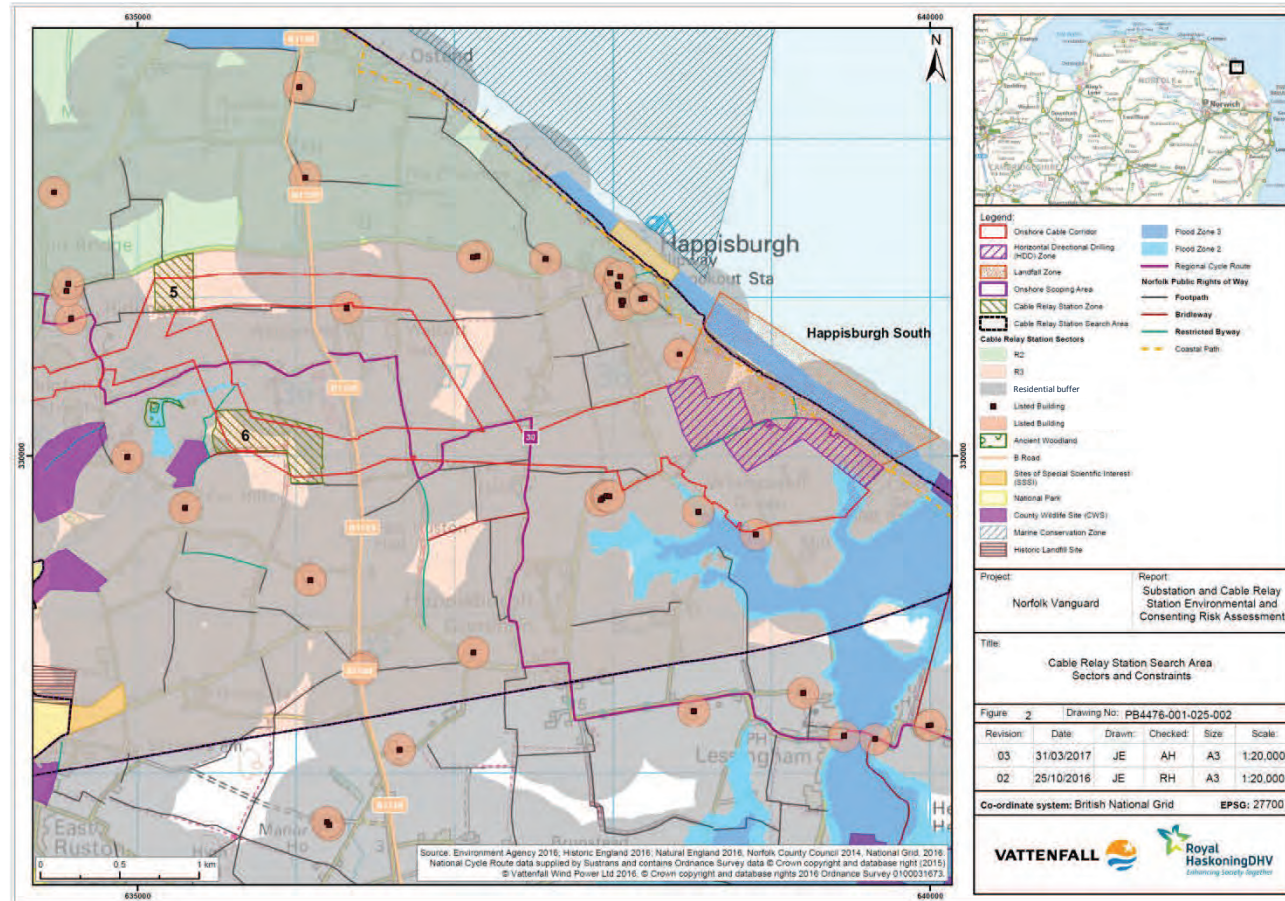 635000
640000
N
Ostend
B1159
B1159
Happisburgh
Lookout Sta
Happisburgh South
5
6
30
330000
330000
Lessingham
PH
East
Ruston
Manor
Ho
Source: Environment Agency 2016; Historic England 2016; Natural England 2016, Norfolk County Council 2014, National Grid, 2016.
National Cycle Route data supplied by Sustrans and contains Ordnance Survey data © Crown copyright and database right (2015)
© Vattenfall Wind Power Ltd 2016. © Crown copyright and database rights 2016 Ordnance Survey 0100031673.
0 0.5 1 km
635000
640000
NORFOLK
Norwich
Legend:
Onshore Cable Corridor
Horizontal Directional Drilling
(HDD) Zone
Landfall Zone
Onshore Scoping Area
Cable Relay Station Zone
Cable Relay Station Search Area
Cable Relay Station Sectors
R2
R3
Residential buffer
Listed Building
Listed Building
Ancient Woodland
B Road
Sites of Special Scientific Interest
(SSSI)
National Park
County Wildlife Site (CWS)
Marine Conservation Zone
Historic Landfill Site
Flood Zone 3
Flood Zone 2
Regional Cycle Route
Norfolk Public Rights of Way
Footpath
Bridleway
Restricted Byway
Coastal Path
Project:
Norfolk Vanguard
Report:
Substation and Cable Relay
Station Environmental and
Consenting Risk Assessment
Title:
Cable Relay Station Search Area
Sectors and Constraints
Figure: 2 Drawing No: PB4476-001-025-002
Revision: Date: Drawn: Checked: Size: Scale:
03 31/03/2017 JE AH A3 1:20,000
02 25/10/2016 JE RH A3 1:20,000
Co-ordinate system: British National Grid EPSG: 27700
VATTENFALL
Royal
HaskoningDHV
Enhancing Society Together